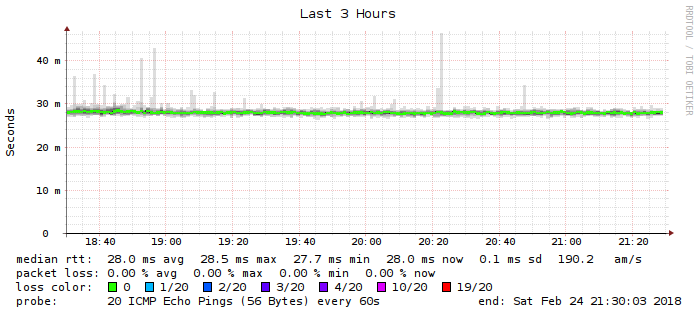 Last 3 Hours
RRDTOOL / TOBI OETIKER
Seconds
40 m
30 m
20 m
10 m
0
18:40 19:00 19:20 19:40 20:00 20:20 20:40 21:00 21:20
median rtt: 28.0 ms avg 28.5 ms max 27.7 ms min 28.0 ms now 0.1 ms sd 190.2 am/s
packet loss: 0.00 % avg 0.00 % max 0.00 % min 0.00 % now
loss color: 0 1/20 2/20 3/20 4/20 10/20 19/20
probe: 20 ICMP Echo Pings (56 Bytes) every 60s end: Sat Feb 24 21:30:03 2018